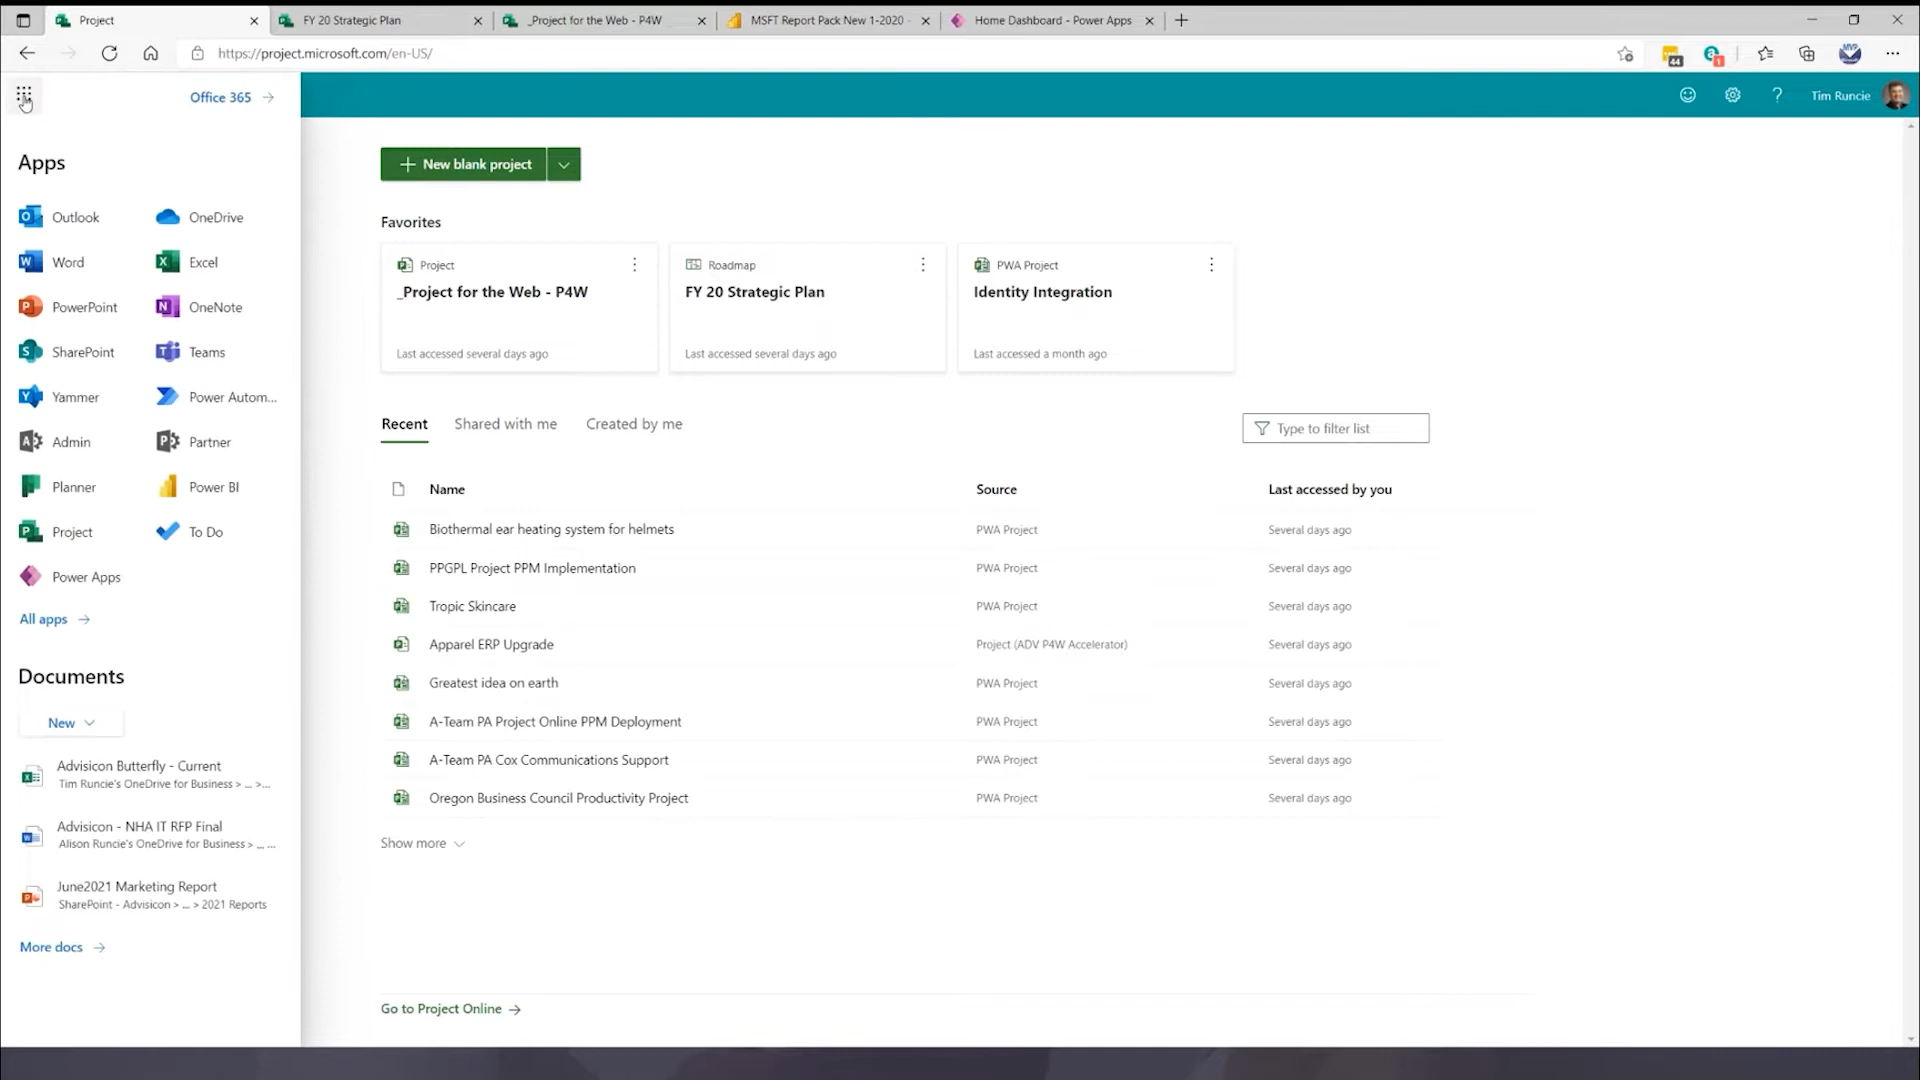 Project
FY 20 Strategic Plan
_Project for the Web - P4W
MSFT Report Pack New 1-2020 -
Home Dashboard - Power Apps
https://project.microsoft.com/en-US/
44
1
MVP
Office 365
Tim Runcie
Apps
Outlook
OneDrive
Word
Excel
PowerPoint
OneNote
SharePoint
Teams
Yammer
Power Autom...
Admin
Partner
Planner
Power BI
Project
To Do
Power Apps
All apps
Documents
New
Advisicon Butterfly - Current
Tim Runcie's OneDrive for Business > ... >...
Advisicon - NHA IT RFP Final
Alison Runcie's OneDrive for Business > ... ...
June2021 Marketing Report
SharePoint - Advisicon > ... > 2021 Reports
More docs
New blank project
Favorites
Project
_Project for the Web - P4W
Last accessed several days ago
Roadmap
FY 20 Strategic Plan
Last accessed several days ago
PWA Project
Identity Integration
Last accessed a month ago
Recent Shared with me Created by me
Type to filter list
Name Source Last accessed by you
Biothermal ear heating system for helmets PWA Project Several days ago
PPGPL Project PPM Implementation PWA Project Several days ago
Tropic Skincare PWA Project Several days ago
Apparel ERP Upgrade Project (ADV P4W Accelerator) Several days ago
Greatest idea on earth PWA Project Several days ago
A-Team PA Project Online PPM Deployment PWA Project Several days ago
A-Team PA Cox Communications Support PWA Project Several days ago
Oregon Business Council Productivity Project PWA Project Several days ago
Show more
Go to Project Online